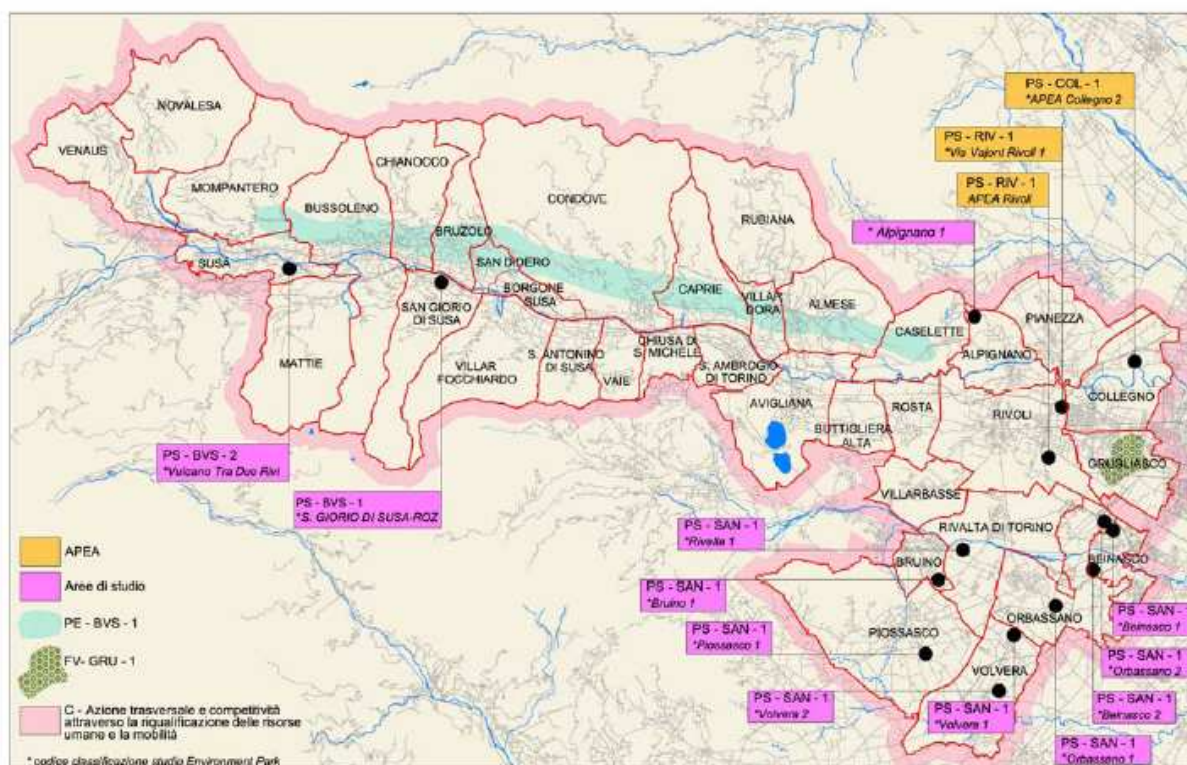 PS - COL - 1
*APEA Collegno 2
PS - RIV - 1
*Via Vajont Rivoli 1
PS - RIV - 1
APEA Rivoli
* Alpignano 1
NOVALESA
VENAUS
CHIANOCCO
MOMPANTERO
CONDOVE
BUSSOLENO
RUBIANA
BRUZOLO
SUSA
SAN DIDERO
BORGONE
SUSA
CAPRIE
VILLAR
DORA
ALMESE
PIANEZZA
SAN GIORIO
DI SUSA
CASELETTE
CHIUSA DI
S. MICHELE
ALPIGNANO
MATTIE
VILLAR
FOCCHIARDO
S. ANTONINO
DI SUSA
VAIE
S. AMBROGIO
DI TORINO
COLLEGNO
AVIGLIANA
ROSTA
RIVOLI
BUTTIGLIERA
ALTA
GRUGLIASCO
PS - BVS - 2
*Vulcano Tra Due Rivi
PS - BVS - 1
*S. GIORIO DI SUSA-ROZ
VILLARBASSE
PS - SAN - 1
*Rivalta 1
RIVALTA DI TORINO
BRUINO
BEINASCO
PS - SAN - 1
*Bruino 1
ORBASSANO
PS - SAN - 1
*Beinasco 1
PS - SAN - 1
*Piossasco 1
PIOSSASCO
PS - SAN - 1
*Orbassano 2
VOLVERA
PS - SAN - 1
*Volvera 2
PS - SAN - 1
*Volvera 1
PS - SAN - 1
*Beinasco 2
PS - SAN - 1
*Orbassano 1
APEA
Aree di studio
PE - BVS - 1
FV- GRU - 1
C - Azione trasversale e competitività
attraverso la riqualificazione delle risorse
umane e la mobilità
* codice classificazione studio Environment Park